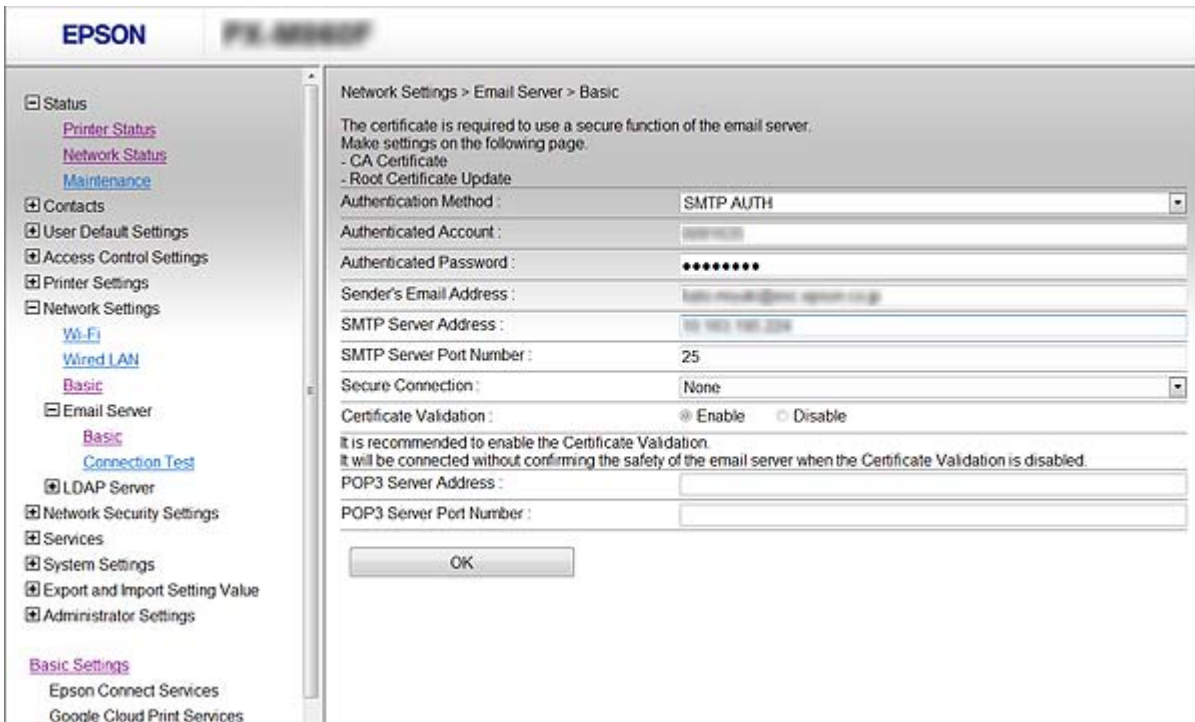 EPSON
Status
Printer Status
Network Status
Maintenance
Contacts
User Default Settings
Access Control Settings
Printer Settings
Network Settings
Wi-Fi
Wired LAN
Basic
Email Server
Basic
Connection Test
LDAP Server
Network Security Settings
Services
System Settings
Export and Import Setting Value
Administrator Settings
Basic Settings
Epson Connect Services
Google Cloud Print Services
Network Settings > Email Server > Basic
The certificate is required to use a secure function of the email server.
Make settings on the following page.
- CA Certificate
- Root Certificate Update
Authentication Method : SMTP AUTH
Authenticated Account :
Authenticated Password : ●●●●●●●●
Sender's Email Address :
SMTP Server Address :
SMTP Server Port Number : 25
Secure Connection : None
Certificate Validation : Enable Disable
It is recommended to enable the Certificate Validation.
It will be connected without confirming the safety of the email server when the Certificate Validation is disabled.
POP3 Server Address :
POP3 Server Port Number :
OK